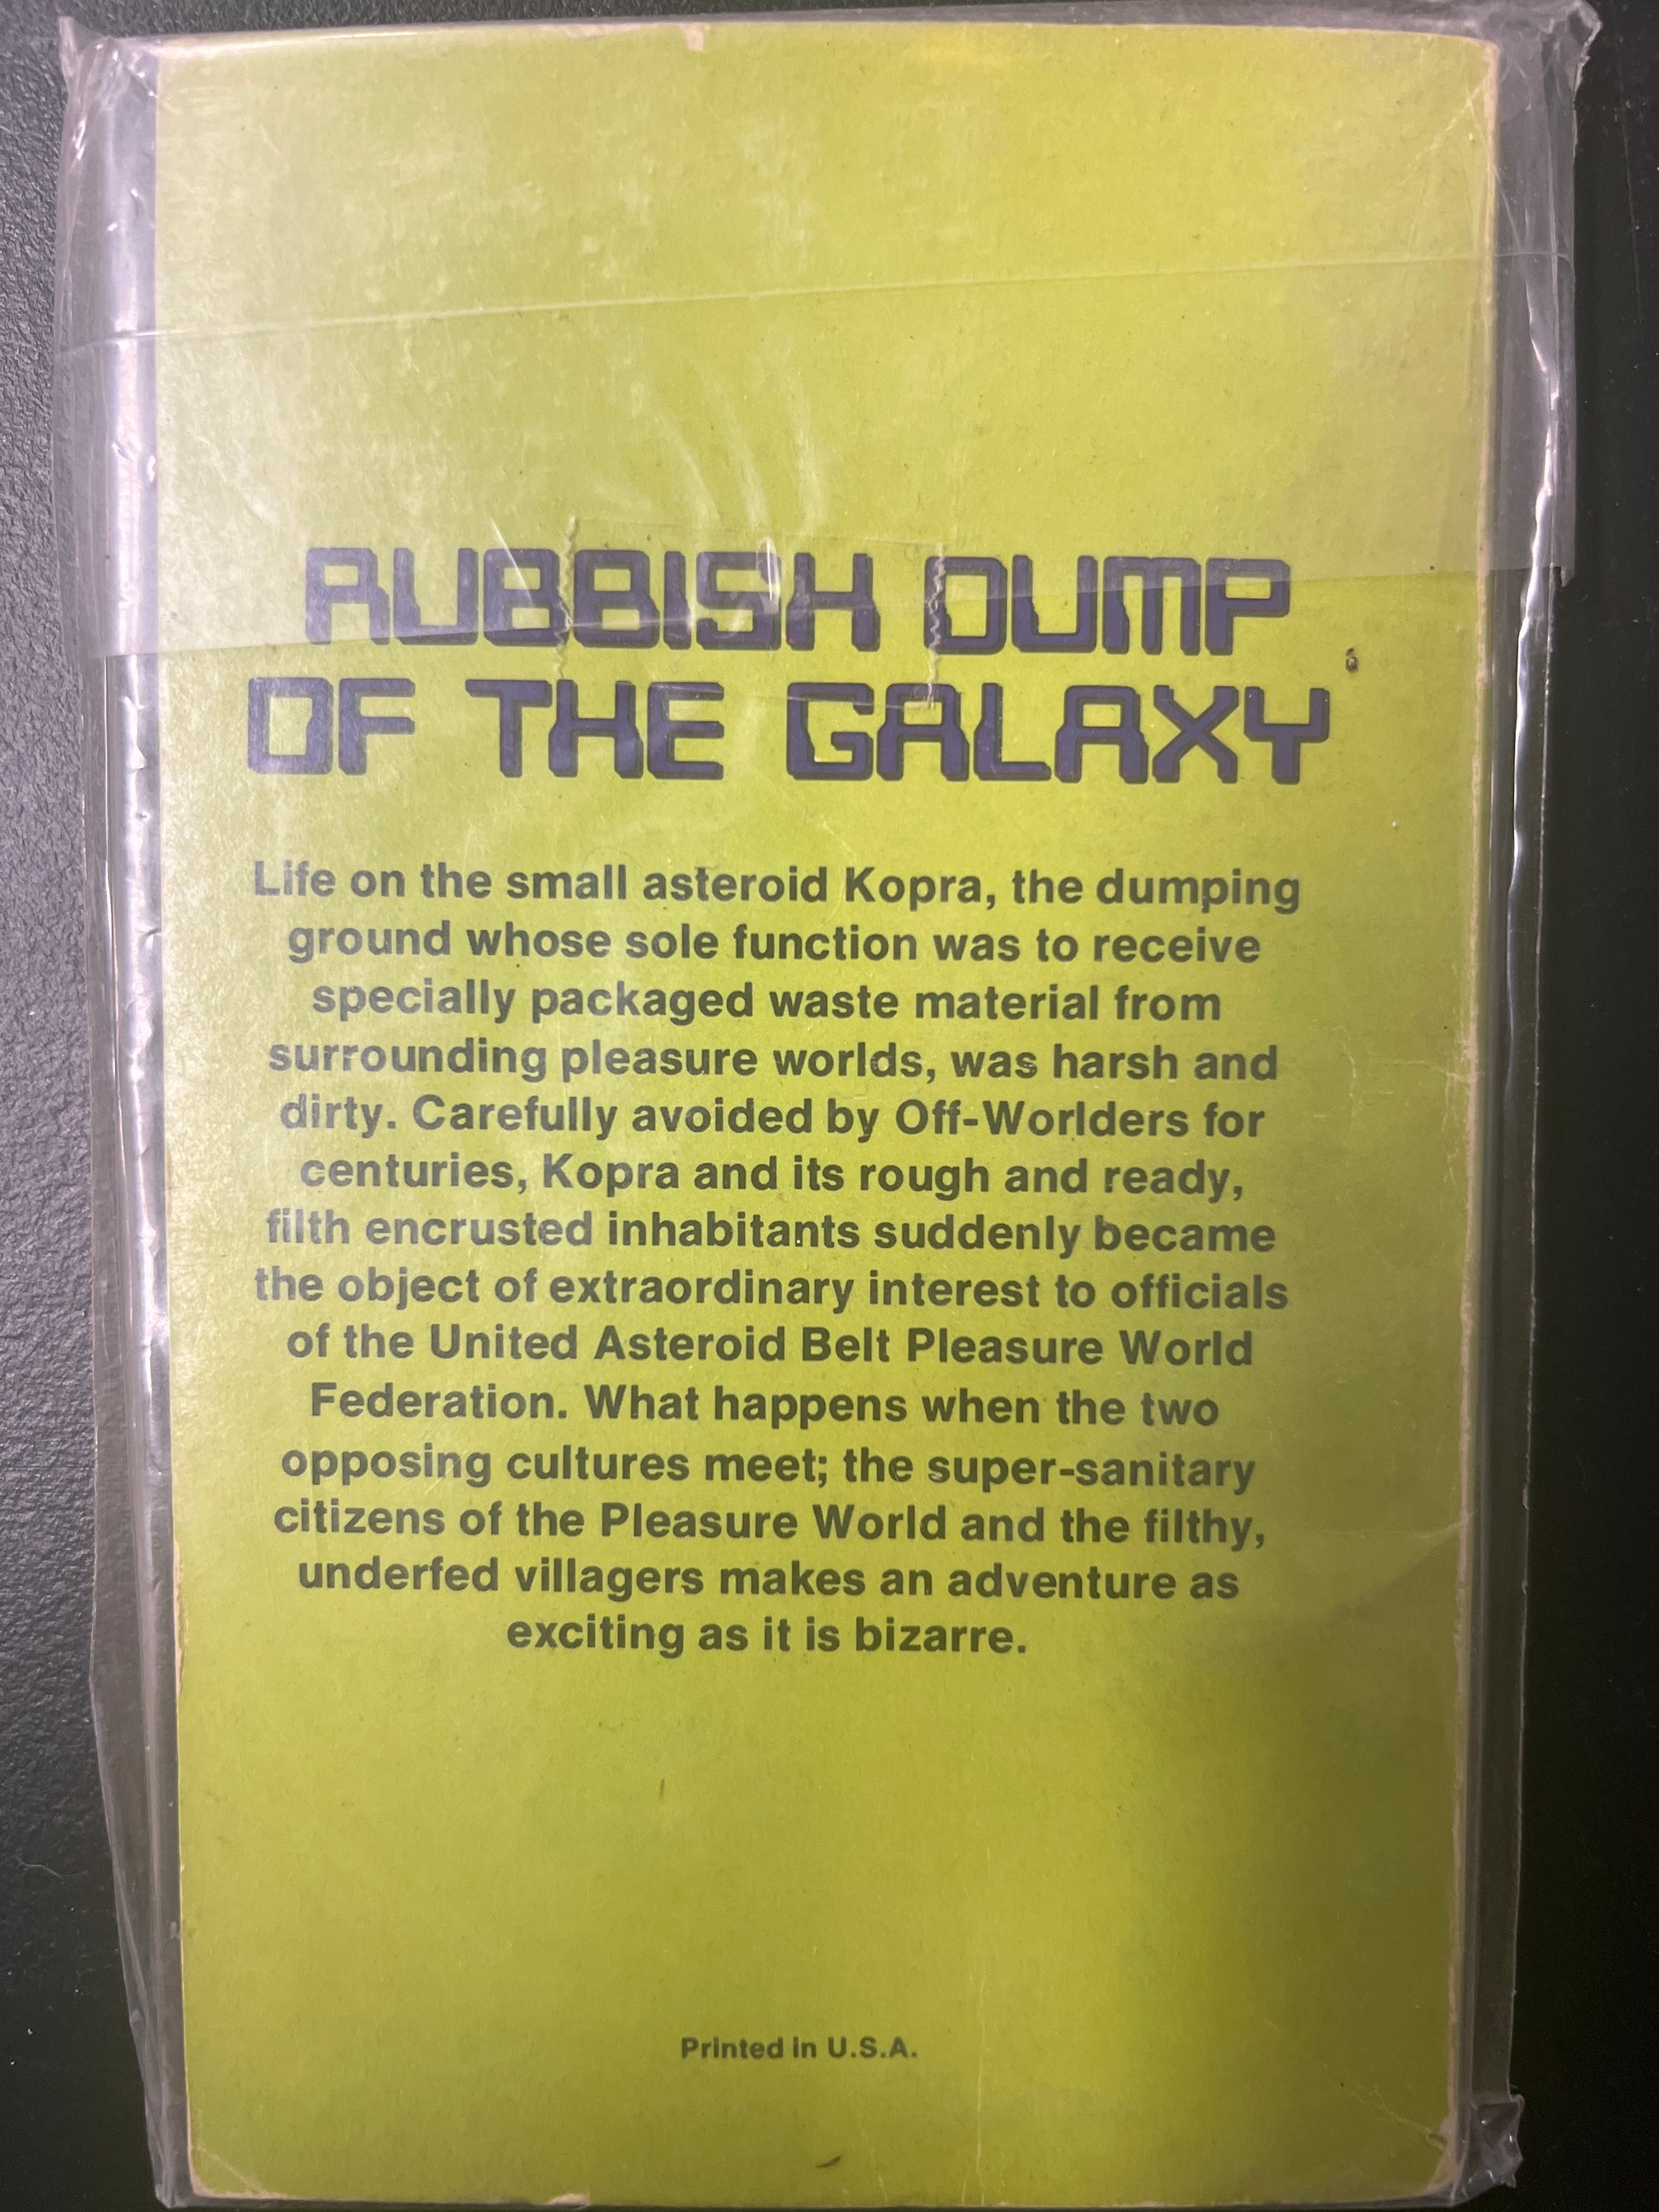 RUBBISH DUMP
OF THE GALAXY
Life on the small asteroid Kopra, the dumping
ground whose sole function was to receive
specially packaged waste material from
surrounding pleasure worlds, was harsh and
dirty. Carefully avoided by Off-Worlders for
centuries, Kopra and its rough and ready,
filth encrusted inhabitants suddenly became
the object of extraordinary interest to officials
of the United Asteroid Belt Pleasure World
Federation. What happens when the two
opposing cultures meet; the super-sanitary
citizens of the Pleasure World and the filthy,
underfed villagers makes an adventure as
exciting as it is bizarre.
Printed in U.S.A.